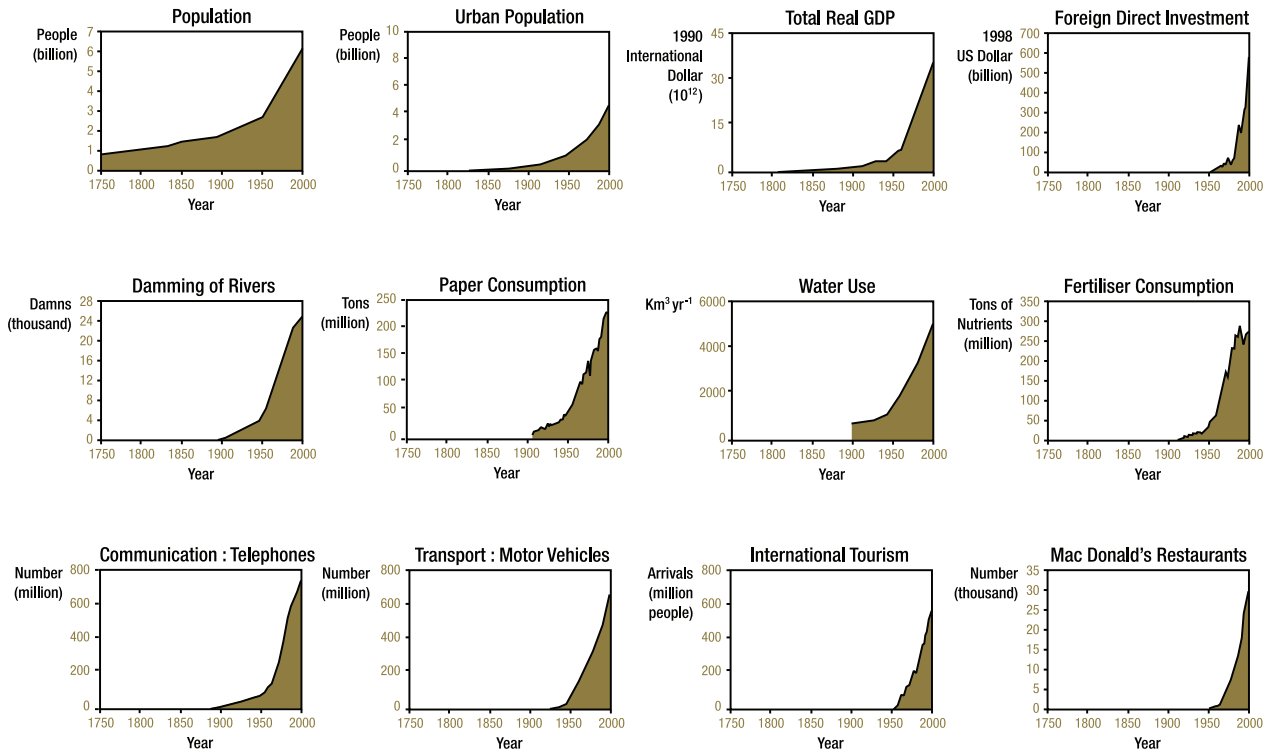 Population
People
(billion)
7
6
5
4
3
2
1
0
1750 1800 1850 1900 1950 2000
Year
Urban Population
People
(billion)
10
8
6
4
2
0
1750 1800 1850 1900 1950 2000
Year
Total Real GDP
1990
International
Dollar
(10¹²)
45
30
15
0
1750 1800 1850 1900 1950 2000
Year
Foreign Direct Investment
1998
US Dollar
(billion)
700
600
500
400
300
200
100
0
1750 1800 1850 1900 1950 2000
Year
Damming of Rivers
Damns
(thousand)
28
24
20
16
12
8
4
0
1750 1800 1850 1900 1950 2000
Year
Paper Consumption
Tons
(million)
250
200
150
100
50
0
1750 1800 1850 1900 1950 2000
Year
Water Use
Km³ yr⁻¹
6000
4000
2000
0
1750 1800 1850 1900 1950 2000
Year
Fertiliser Consumption
Tons of
Nutrients
(million)
350
300
250
200
150
100
50
0
1750 1800 1850 1900 1950 2000
Year
Communication : Telephones
Number
(million)
800
600
400
200
0
1750 1800 1850 1900 1950 2000
Year
Transport : Motor Vehicles
Number
(million)
800
600
400
200
0
1750 1800 1850 1900 1950 2000
Year
International Tourism
Arrivals
(million
people)
800
600
400
200
0
1750 1800 1850 1900 1950 2000
Year
Mac Donald's Restaurants
Number
(thousand)
35
30
25
20
15
10
5
0
1750 1800 1850 1900 1950 2000
Year